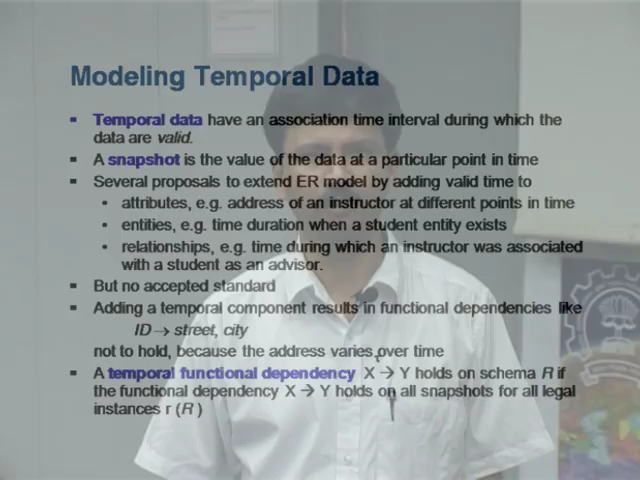 Modeling Temporal Data
▪ Temporal data have an association time interval during which the
data are valid.
▪ A snapshot is the value of the data at a particular point in time
▪ Several proposals to extend ER model by adding valid time to
• attributes, e.g. address of an instructor at different points in time
• entities, e.g. time duration when a student entity exists
• relationships, e.g. time during which an instructor was associated
with a student as an advisor.
▪ But no accepted standard
▪ Adding a temporal component results in functional dependencies like
ID → street, city
not to hold, because the address varies over time
▪ A temporal functional dependency X → Y holds on schema R if
the functional dependency X → Y holds on all snapshots for all legal
instances r (R )